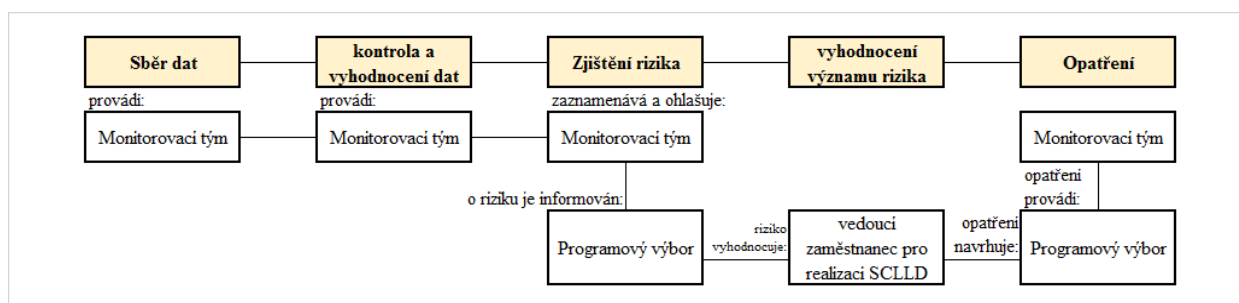 Sběr dat
kontrola a
vyhodnocení dat
Zjištění rizika
vyhodnocení
významu rizika
Opatření
provádí:
provádí:
zaznamenává a ohlašuje:
Monitorovací tým
Monitorovací tým
Monitorovací tým
Monitorovací tým
o riziku je informován:
opatření
provádí:
Programový výbor
riziko
vyhodnocuje:
vedoucí
zaměstnanec pro
realizaci SCLLD
opatření
navrhuje:
Programový výbor